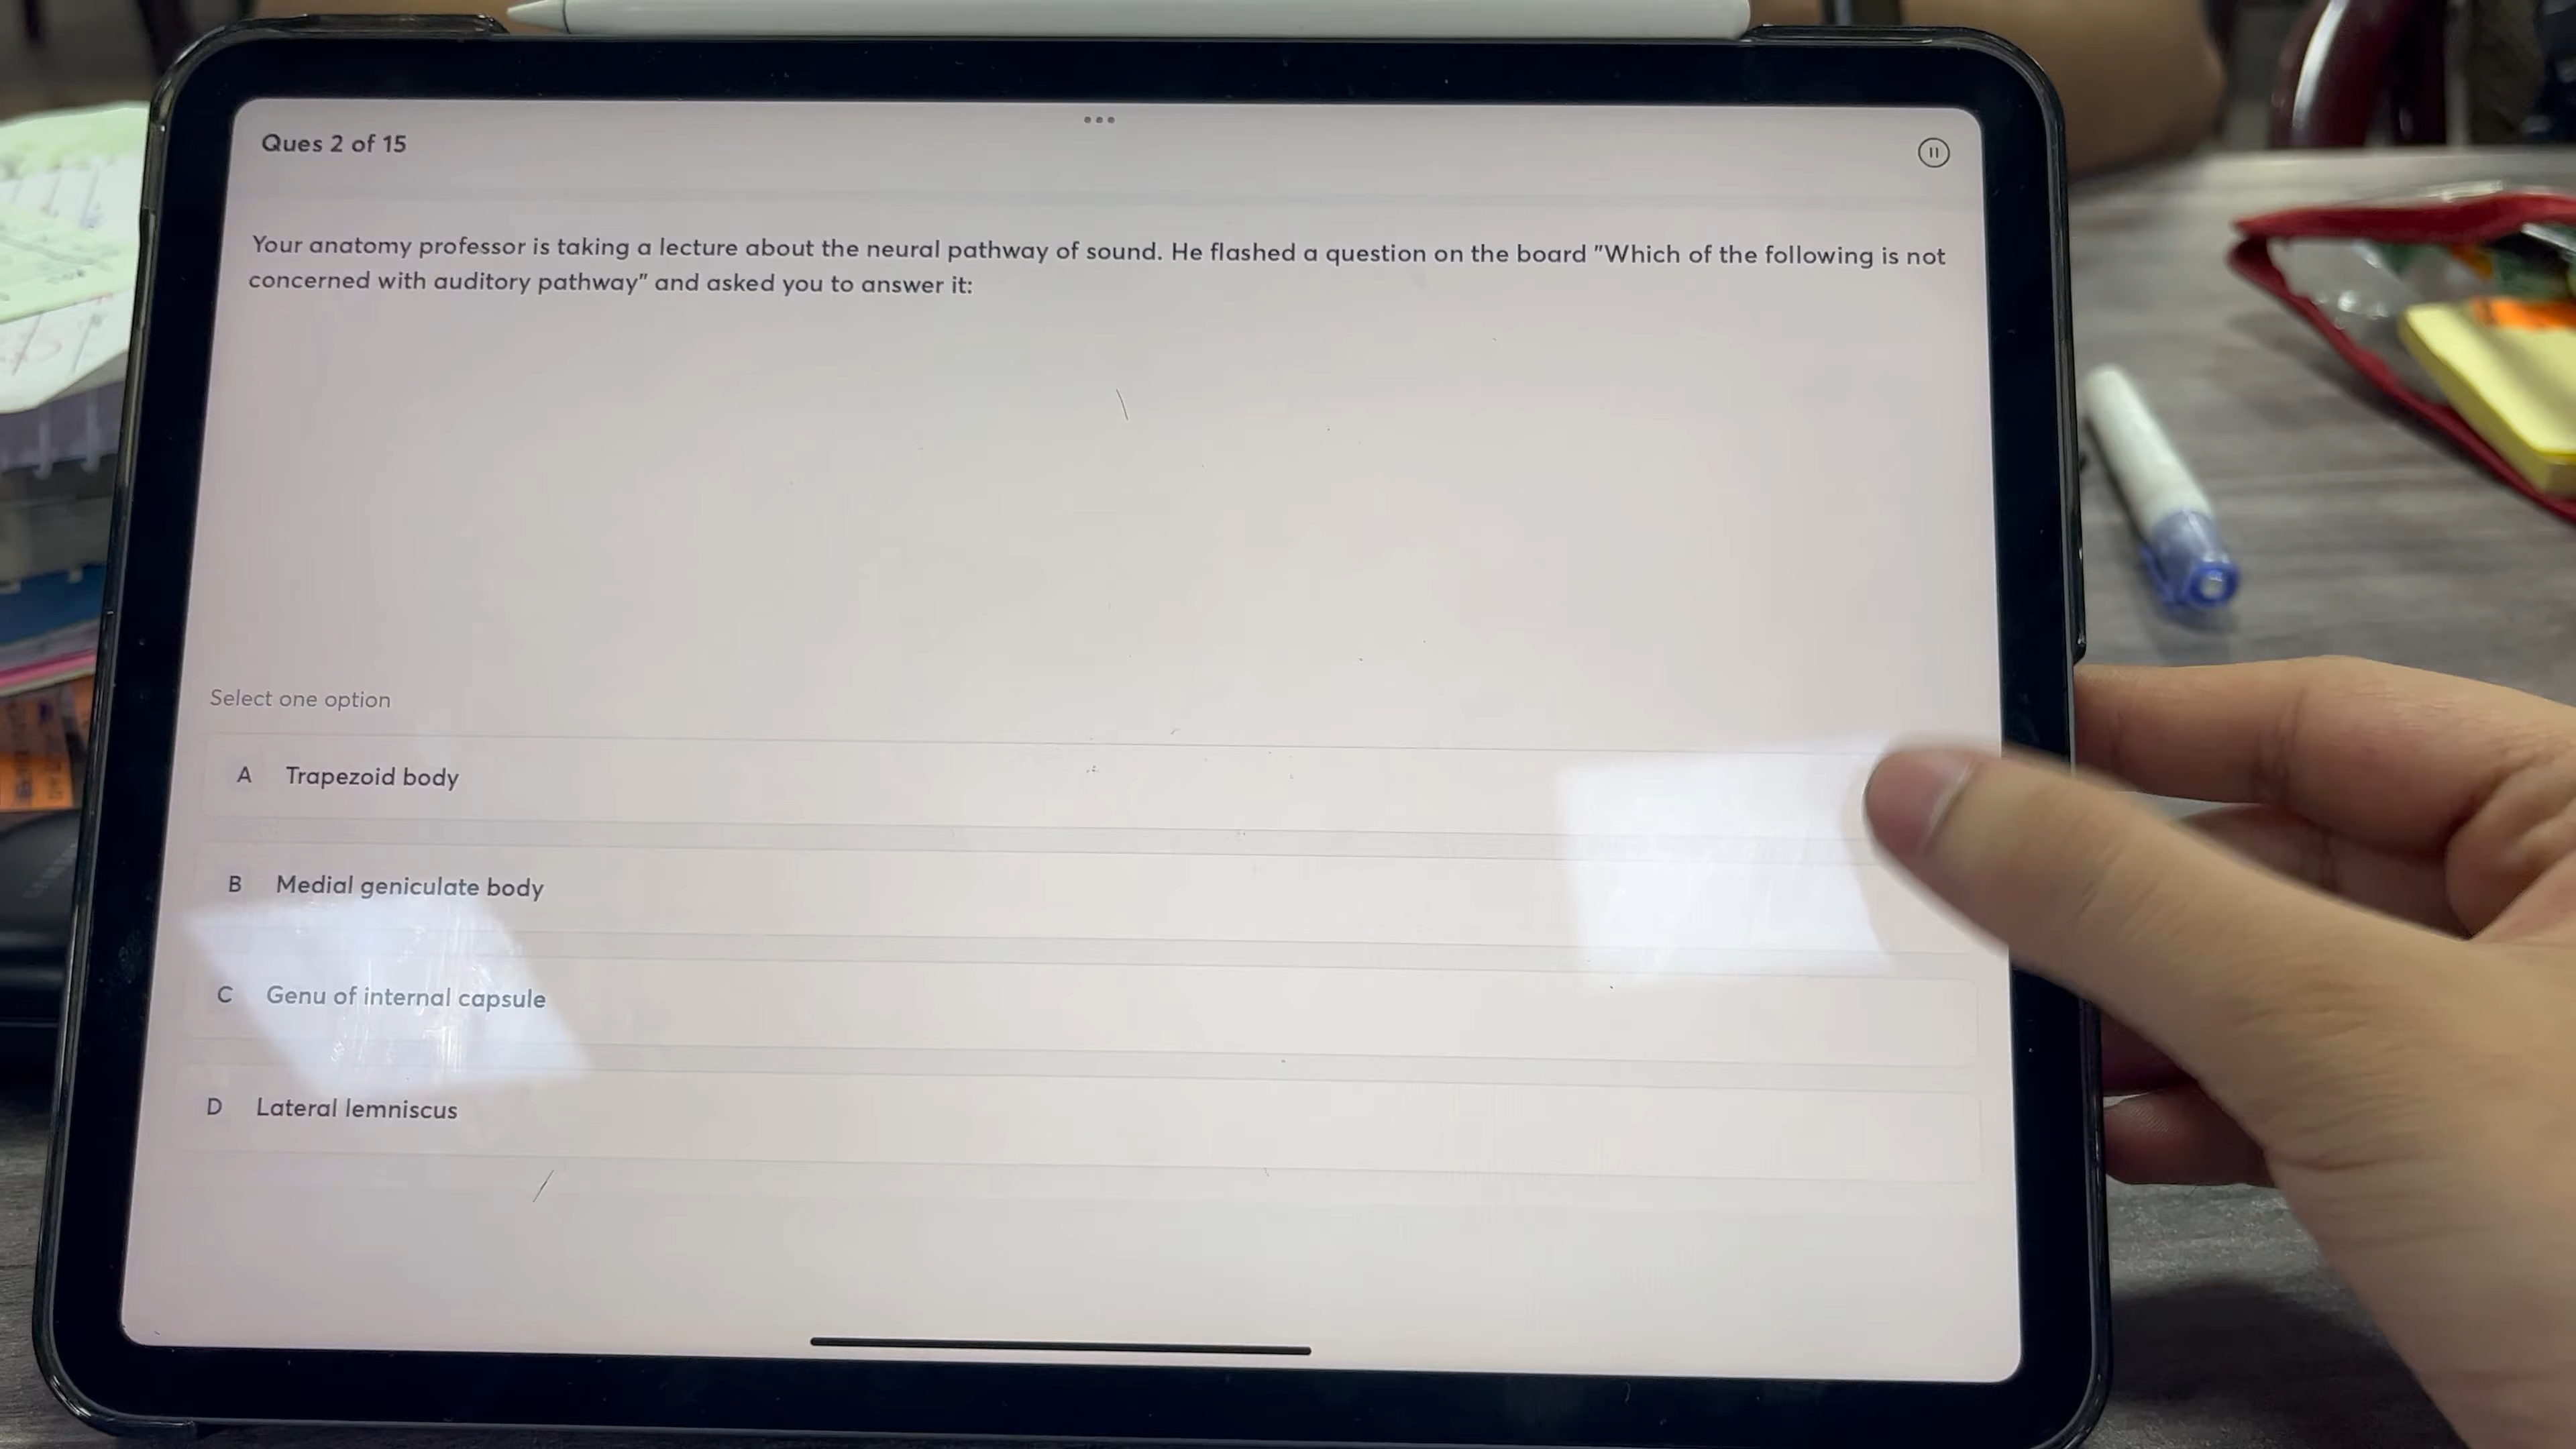 Ques 2 of 15
Your anatomy professor is taking a lecture about the neural pathway of sound. He flashed a question on the board "Which of the following is not
concerned with auditory pathway" and asked you to answer it:
Select one option
A Trapezoid body
B Medial geniculate body
C Genu of internal capsule
D Lateral lemniscus